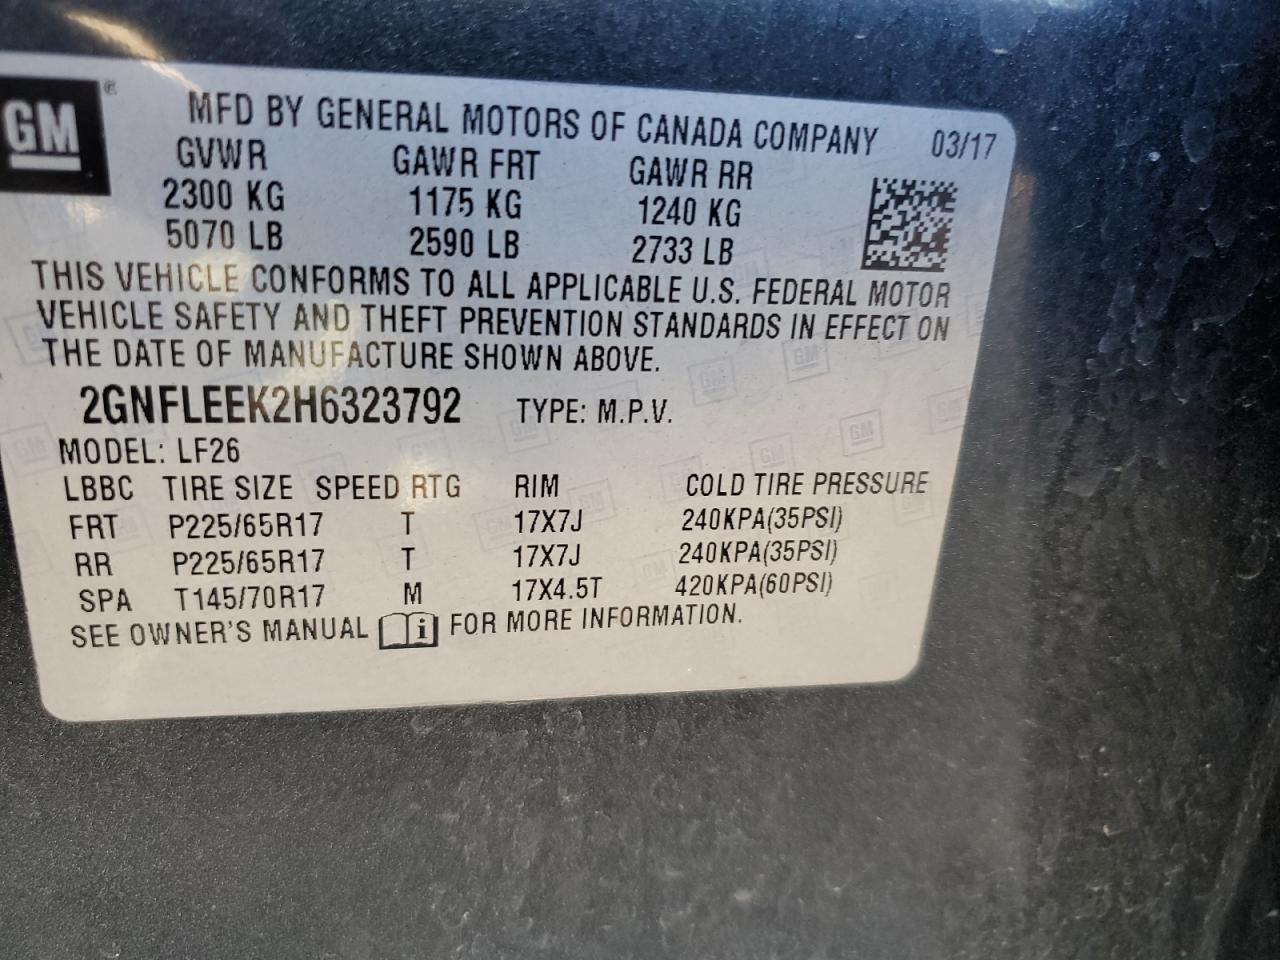 GM ®
MFD BY GENERAL MOTORS OF CANADA COMPANY 03/17
GVWR GAWR FRT GAWR RR
2300 KG 1175 KG 1240 KG
5070 LB 2590 LB 2733 LB
THIS VEHICLE CONFORMS TO ALL APPLICABLE U.S. FEDERAL MOTOR
VEHICLE SAFETY AND THEFT PREVENTION STANDARDS IN EFFECT ON
THE DATE OF MANUFACTURE SHOWN ABOVE.
2GNFLEEK2H6323792 TYPE: M.P.V.
MODEL: LF26
LBBC TIRE SIZE SPEED RTG RIM COLD TIRE PRESSURE
FRT P225/65R17 T 17X7J 240KPA(35PSI)
RR P225/65R17 T 17X7J 240KPA(35PSI)
SPA T145/70R17 M 17X4.5T 420KPA(60PSI)
SEE OWNER'S MANUAL i FOR MORE INFORMATION.